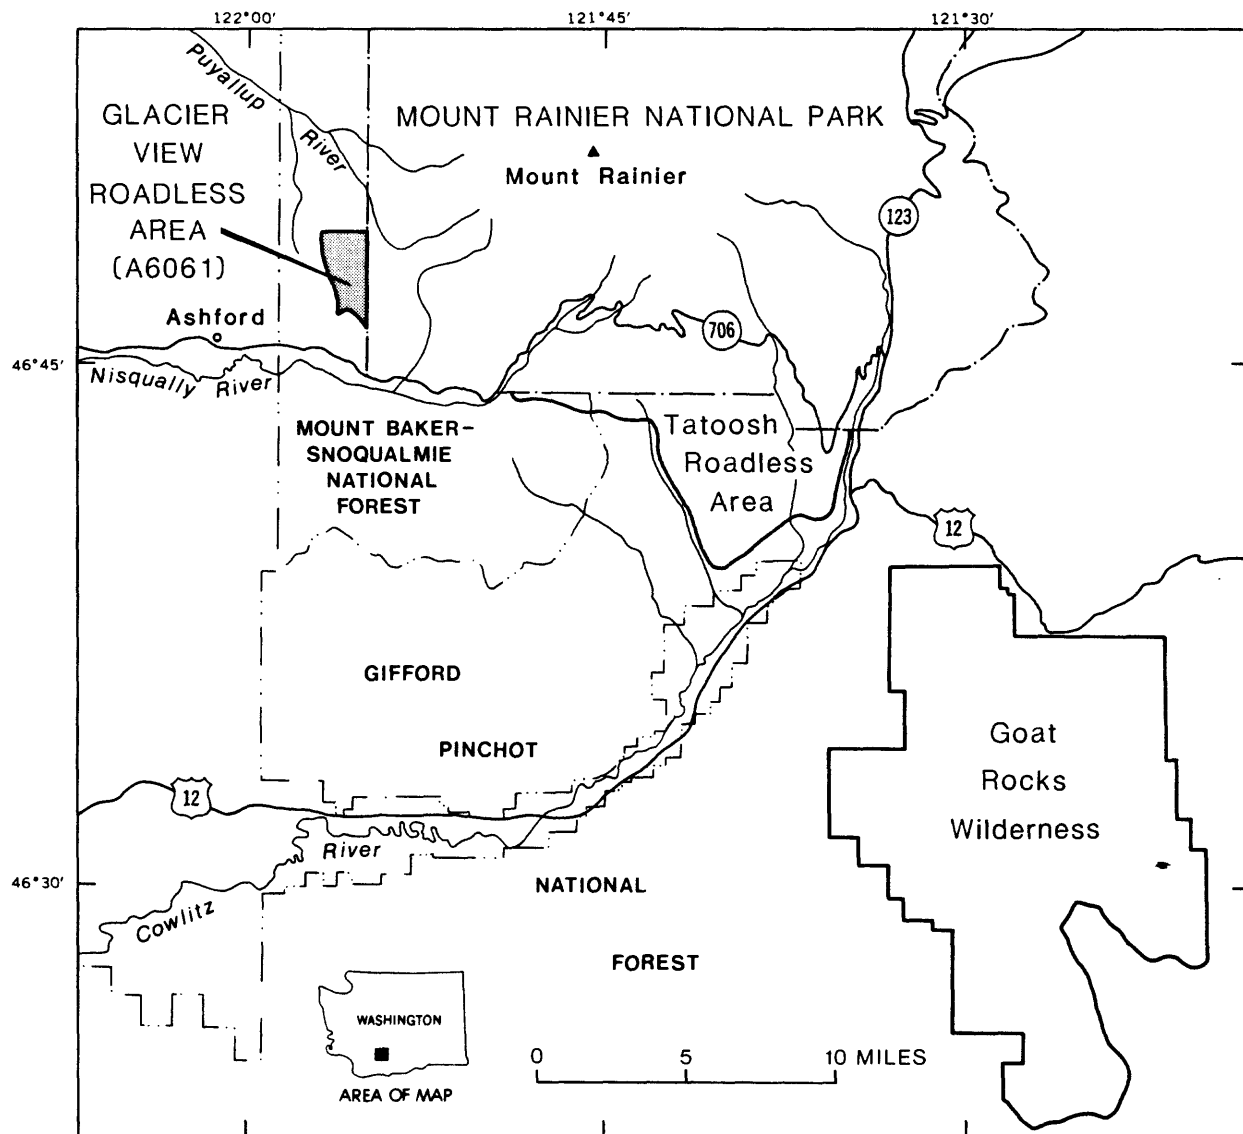 122°00'
121°45'
121°30'
Puyallup
River
GLACIER
VIEW
ROADLESS
AREA
(A6061)
MOUNT RAINIER NATIONAL PARK
Mount Rainier
123
Ashford
706
46°45'
Nisqually River
MOUNT BAKER-
SNOQUALMIE
NATIONAL
FOREST
Tatoosh
Roadless
Area
12
GIFFORD
PINCHOT
Goat
Rocks
Wilderness
12
River
46°30'
Cowlitz
NATIONAL
FOREST
WASHINGTON
AREA OF MAP
0 5 10 MILES